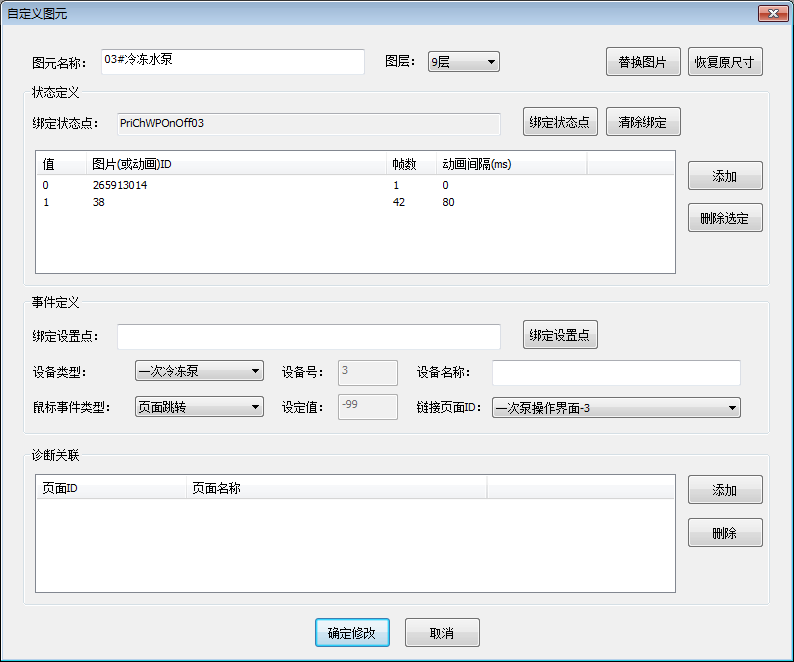 自定义图元
图元名称： 03#冷冻水泵 图层： 9层 替换图片 恢复原尺寸
状态定义
绑定状态点： PriChWPOnOff03 绑定状态点 清除绑定
值 图片(或动画)ID 帧数 动画间隔(ms)
0 265913014 1 0
1 38 42 80
添加
删除选定
事件定义
绑定设置点： 绑定设置点
设备类型： 一次冷冻泵 设备号： 3 设备名称：
鼠标事件类型： 页面跳转 设定值： -99 链接页面ID： 一次泵操作界面-3
诊断关联
页面ID 页面名称
添加
删除
确定修改 取消